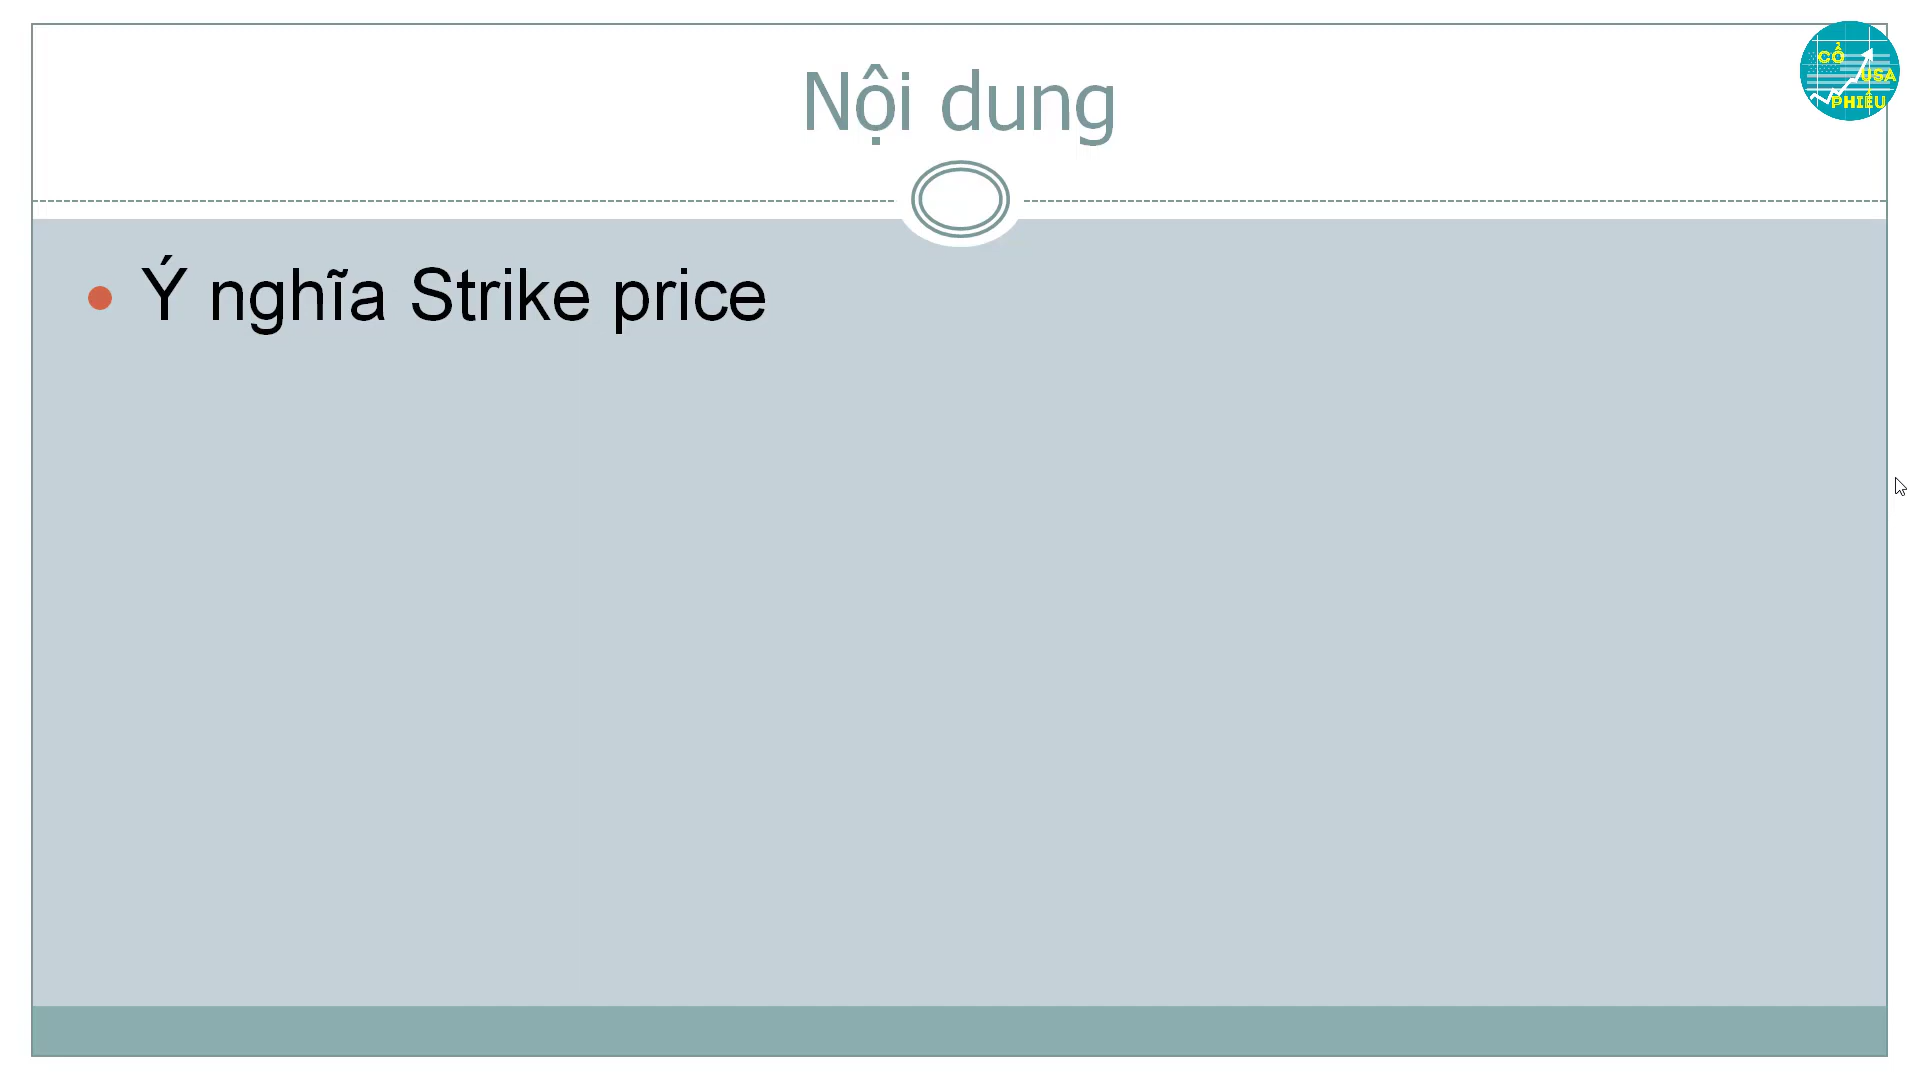 Nội dung
CỔ
USA
PHIẾU
Ý nghĩa Strike price